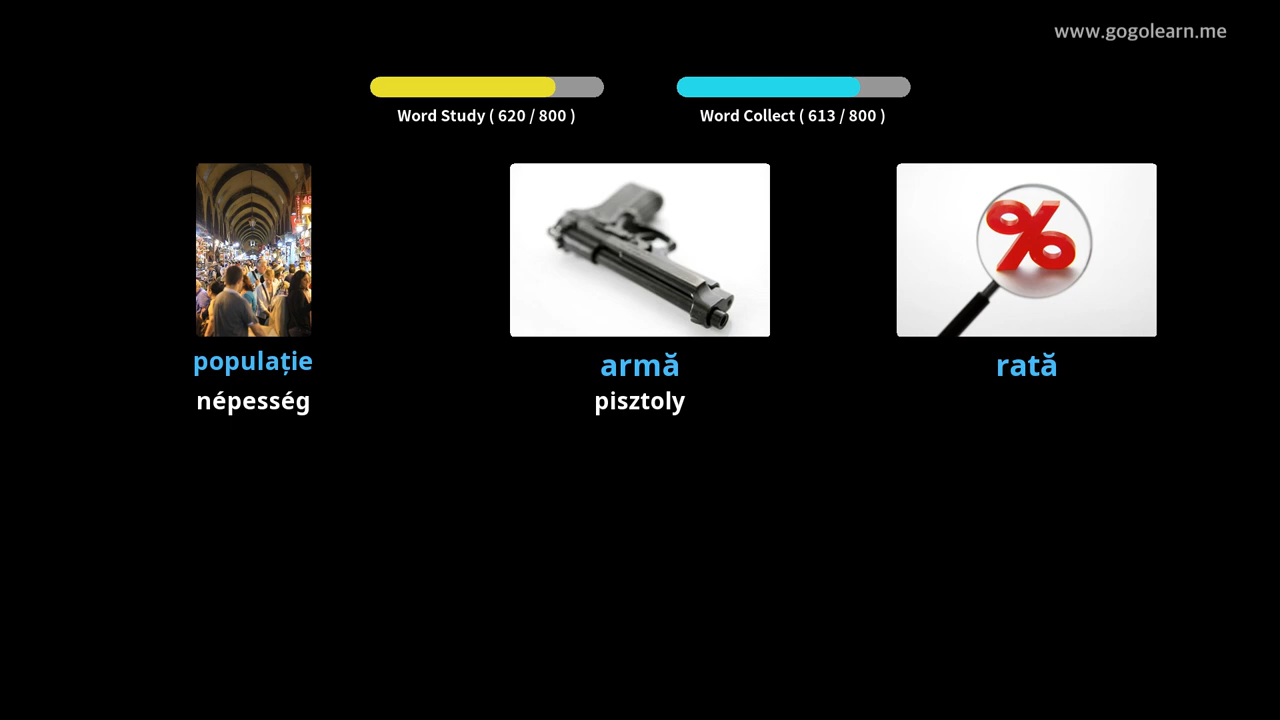 www.gogolearn.me
Word Study ( 620 / 800 )
Word Collect ( 613 / 800 )
populație
armă
rată
népesség
pisztoly
%